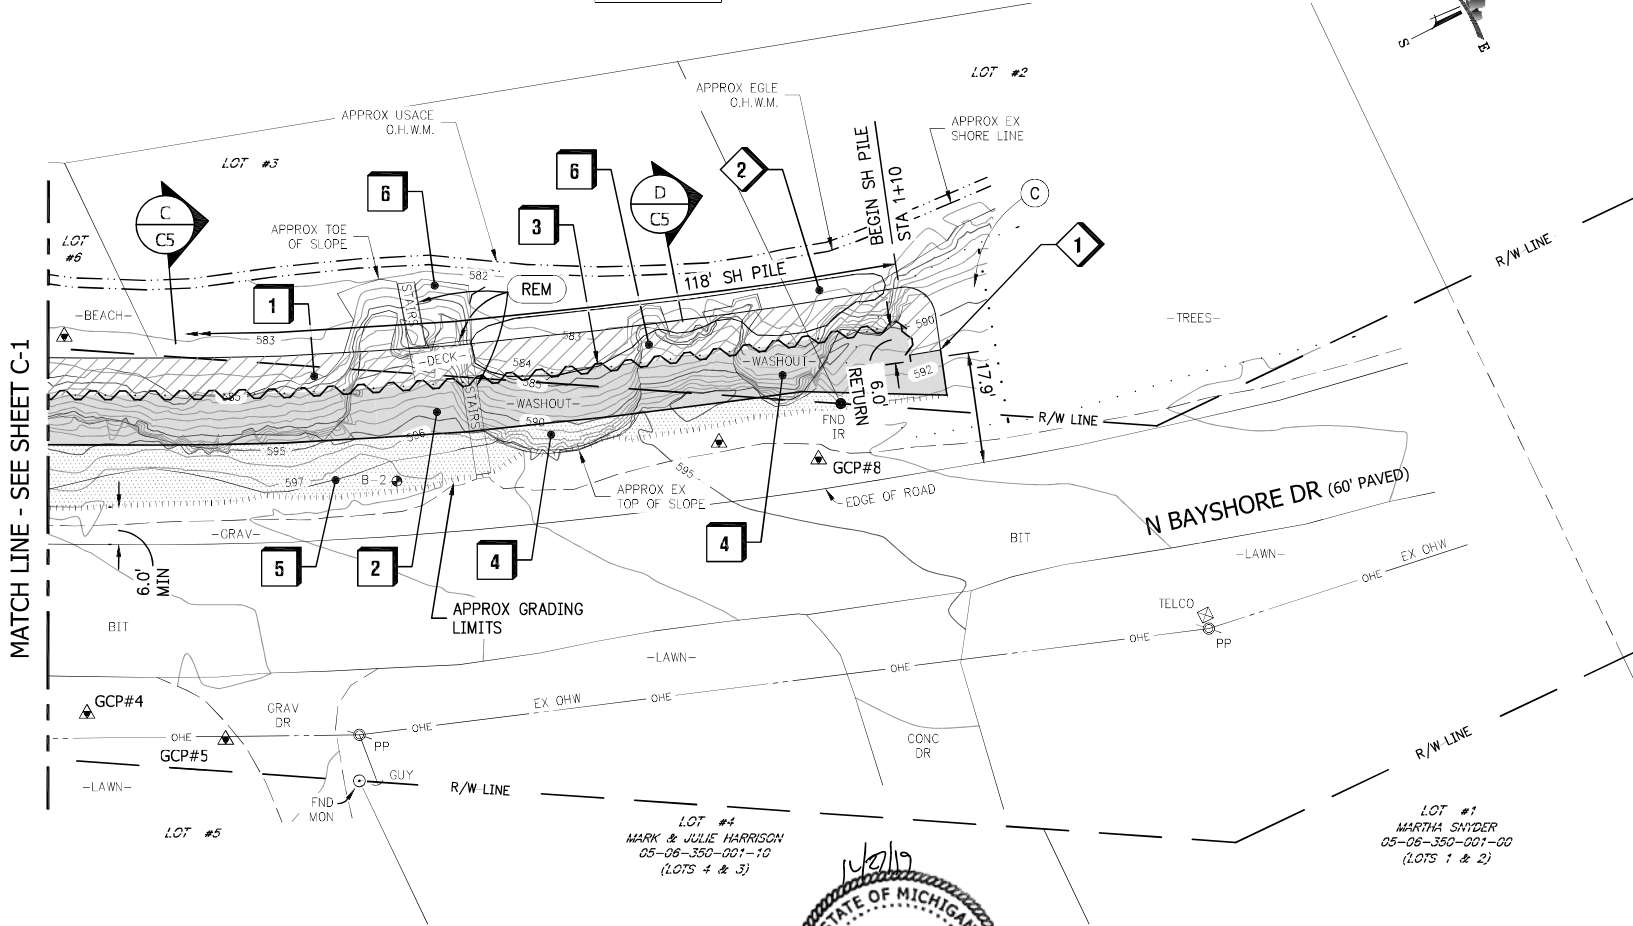 LOT #2
S
E
APPROX EGLE
O.H.W.M.
APPROX USACE
O.H.W.M.
APPROX EX
SHORE LINE
LOT #3
BEGIN SH PILE
STA 1+10
C
C5
6
6
D
C5
2
C
3
1
LOT
#6
APPROX TOE
OF SLOPE
582
118' SH PILE
R/W LINE
REM
STAIRS
1
-BEACH-
583
583
590
-TREES-
584
-DECK-
-WASHOUT-
592
585
585
STAIRS
-WASHOUT-
6.0'
RETURN
17.9'
590
596
FND
IR
R/W LINE
595
597
B-2
595
GCP#8
APPROX EX
TOP OF SLOPE
EDGE OF ROAD
N BAYSHORE DR (60' PAVED)
-GRAV-
BIT
-LAWN-
EX OHW
OHE
5
2
4
4
6.0'
MIN
APPROX GRADING
LIMITS
MATCH LINE - SEE SHEET C-1
BIT
TELCO
PP
OHE
-LAWN-
OHE
GCP#4
GRAV
DR
EX OHW
OHE
OHE
OHE
PP
GCP#5
CONC
DR
R/W LINE
-LAWN-
GUY
R/W LINE
FND
MON
LOT #5
LOT #4
MARK & JULIE HARRISON
05-06-350-001-10
(LOTS 4 & 3)
LOT #1
MARTHA SNYDER
05-06-350-001-00
(LOTS 1 & 2)
STATE OF MICHIGAN